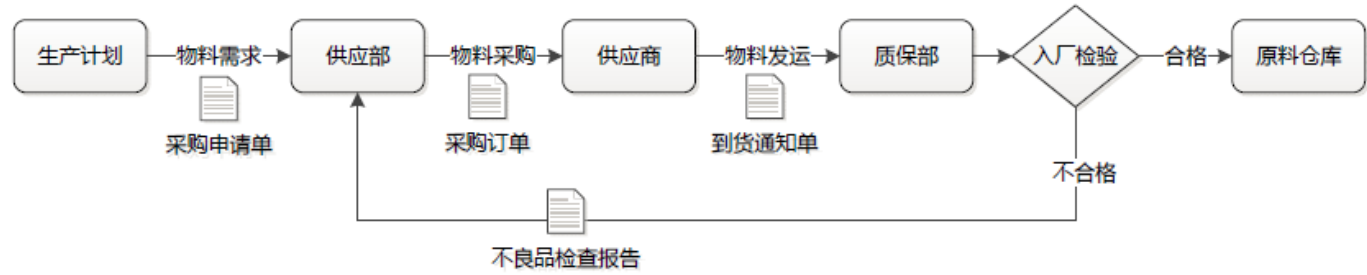 生产计划
物料需求
供应部
物料采购
供应商
物料发运
质保部
入厂检验
合格
原料仓库
采购申请单
采购订单
到货通知单
不合格
不良品检查报告